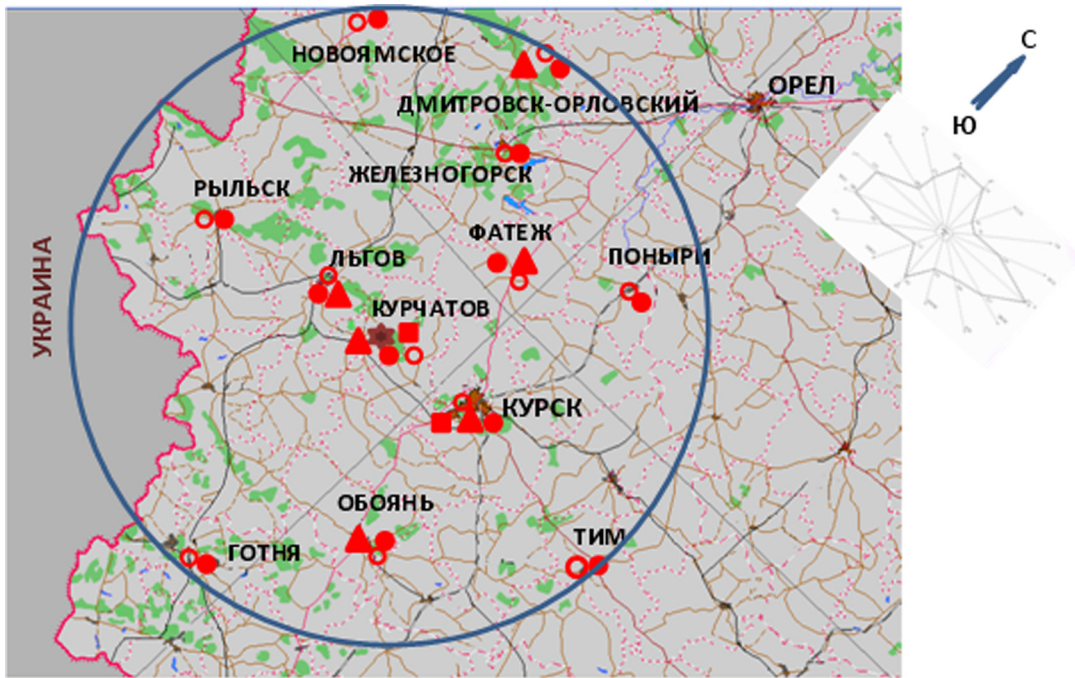 С
НОВОЯМСКОЕ
ОРЕЛ
ДМИТРОВСК-ОРЛОВСКИЙ
Ю
ЖЕЛЕЗНОГОРСК
РЫЛЬСК
ФАТЕЖ
УКРАИНА
ЛЬГОВ
ПОНЫРИ
КУРЧАТОВ
КУРСК
ОБОЯНЬ
ТИМ
ГОТНЯ